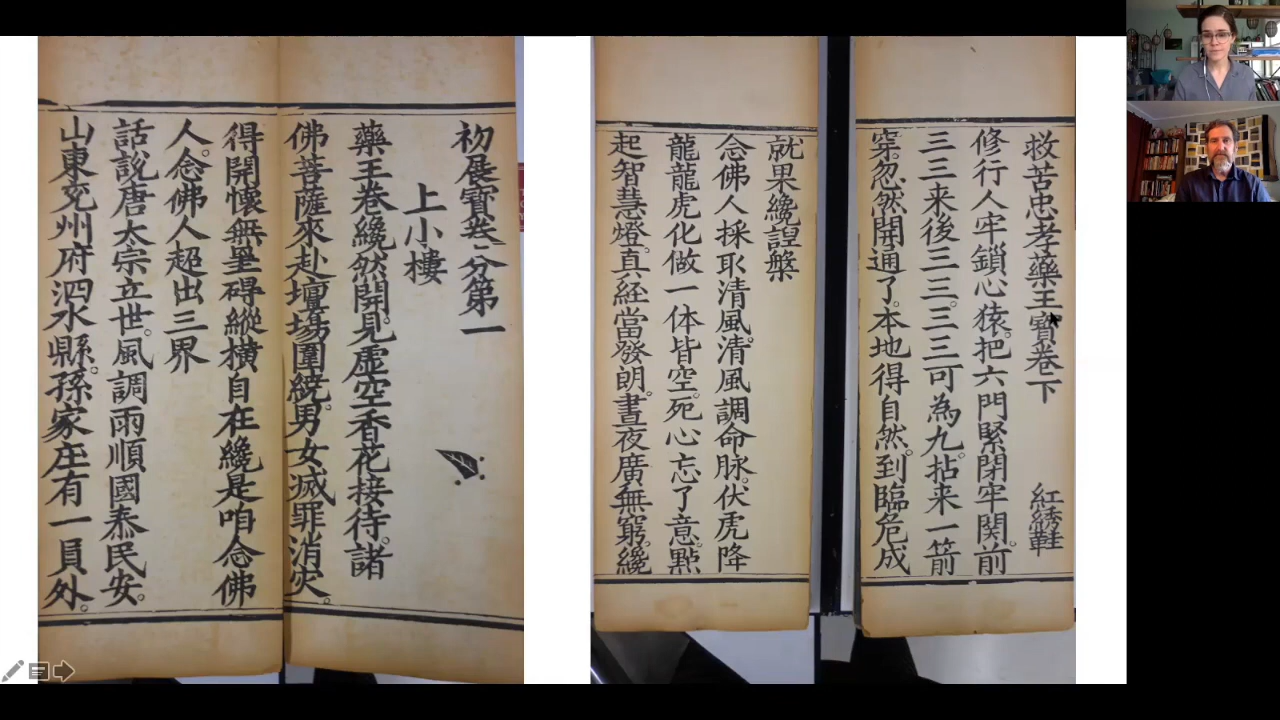 初展寶卷分第一
上小樓
藥王卷纔然開。見虛空香花接待。諸
佛菩薩來赴壇場圍繞。男女滅罪消灾。
得開懷無罣碍縱橫自在纔是咱念佛
人。念佛人超出三界
話說唐太宗立世。風調雨順國泰民安。
山東兖州府泗水縣。孫家庄有一員外。
救苦忠孝藥王寶卷下 紅綉鞋
修行人牢鎖心猿。把六門緊閉牢関。前
三三来後三三。三三可為九拈来一箭
穼忽然開通了。本地得自然。到臨危成
就果纔証盤
念佛人採取清風。清風調命脉。伏虎降
龍龍虎化做一体皆空。死心忘了意。點
起智慧燈。真経當發朗。晝夜廣無窮。纔